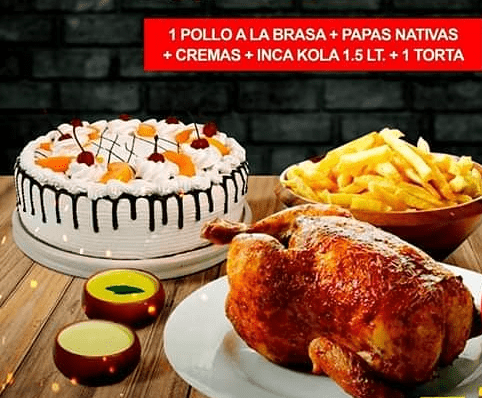 1 POLLO A LA BRASA + PAPAS NATIVAS
+ CREMAS + INCA KOLA 1.5 LT. + 1 TORTA